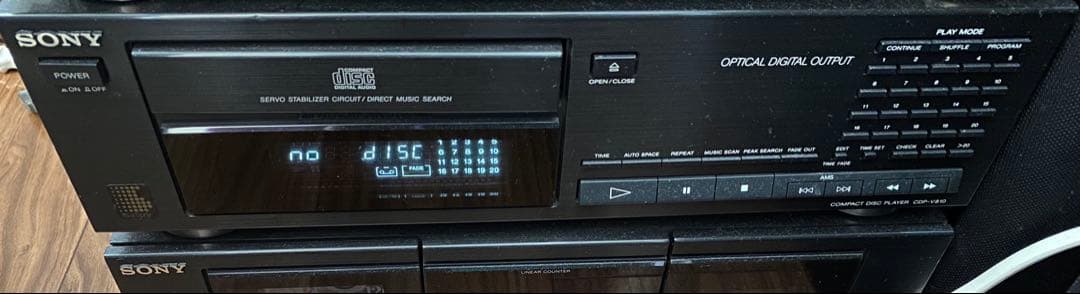 SONY
POWER
ON OFF
COMPACT
disc
DIGITAL AUDIO
SERVO STABILIZER CIRCUIT/DIRECT MUSIC SEARCH
no dISC
FADE
1 2 3 4 5
6 7 8 9 10
11 12 13 14 15
16 17 18 19 20
OPEN/CLOSE
OPTICAL DIGITAL OUTPUT
PLAY MODE
CONTINUE SHUFFLE PROGRAM
1 2 3 4 5
6 7 8 9 10
11 12 13 14 15
16 17 18 19 20
TIME AUTO SPACE REPEAT MUSIC SCAN PEAK SEARCH FADE OUT EDIT TIME SET CHECK CLEAR >20
TIME FADE
AMS
COMPACT DISC PLAYER CDP-V810
SONY
LINEAR COUNTER